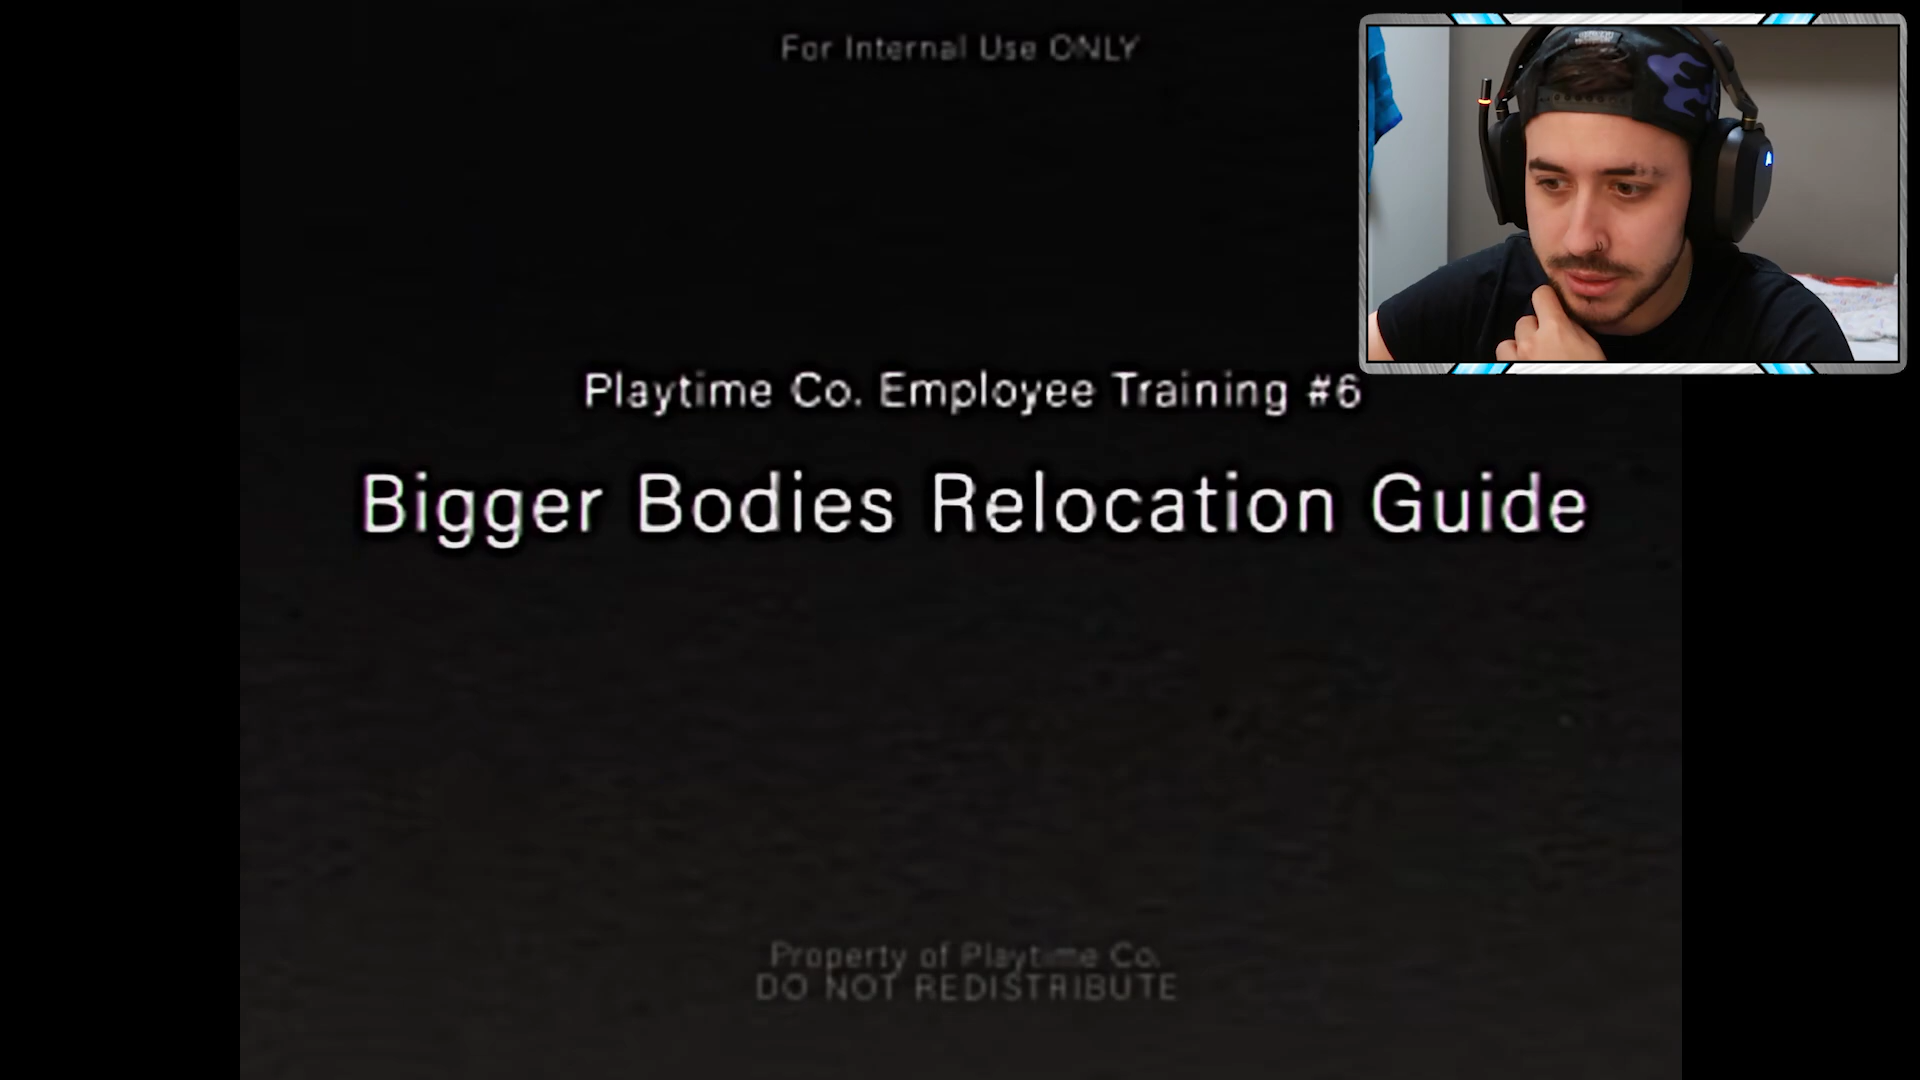 For Internal Use ONLY
Playtime Co. Employee Training #6
Bigger Bodies Relocation Guide
Property of Playtime Co.
DO NOT REDISTRIBUTE